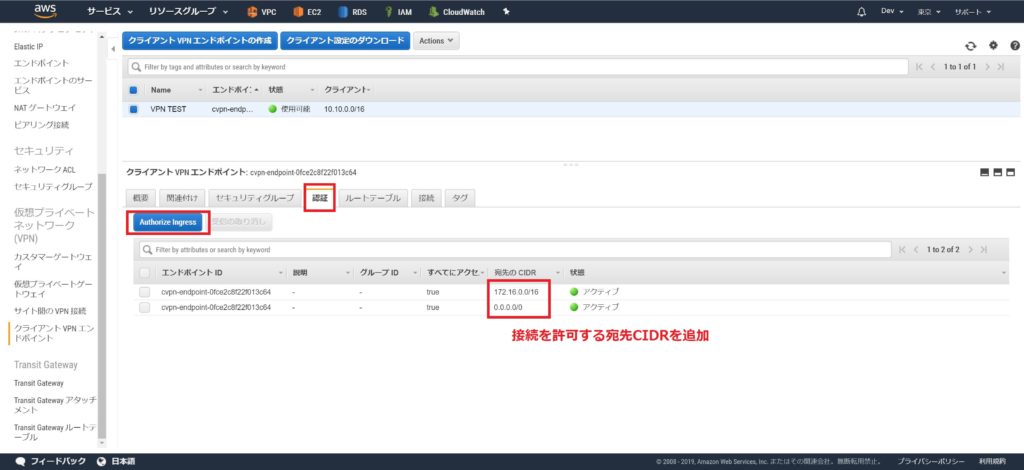 aws サービス リソースグループ VPC EC2 RDS IAM CloudWatch Dev 東京 サポート
Elastic IP
エンドポイント
エンドポイントのサー
ビス
NAT ゲートウェイ
ピアリング接続
セキュリティ
ネットワーク ACL
セキュリティグループ
仮想プライベート
ネットワーク
(VPN)
カスタマーゲートウェ
イ
仮想プライベートゲー
トウェイ
サイト間の VPN 接続
クライアント VPN エン
ドポイント
Transit Gateway
Transit Gateway
Transit Gateway アタッチ
メント
Transit Gateway ルートテ
ーブル
クライアント VPN エンドポイントの作成 クライアント設定のダウンロード Actions
Filter by tags and attributes or search by keyword 1 to 1 of 1
Name エンドポイ 状態 クライアント
VPN TEST cvpn-endp... 使用可能 10.10.0.0/16
クライアント VPN エンドポイント: cvpn-endpoint-0fce2c8f22f013c64
概要 関連付け セキュリティグループ 認証 ルートテーブル 接続 タグ
Authorize Ingress 受信の取り消し
Filter by attributes or search by keyword 1 to 2 of 2
エンドポイント ID 説明 グループ ID すべてにアクセ 宛先の CIDR 状態
cvpn-endpoint-0fce2c8f22f013c64 - - true 172.16.0.0/16 アクティブ
cvpn-endpoint-0fce2c8f22f013c64 - - true 0.0.0.0/0 アクティブ
接続を許可する宛先CIDRを追加
フィードバック 日本語 © 2008 - 2019, Amazon Web Services, Inc. またはその関連会社。無断転用禁止。 プライバシーポリシー 利用規約